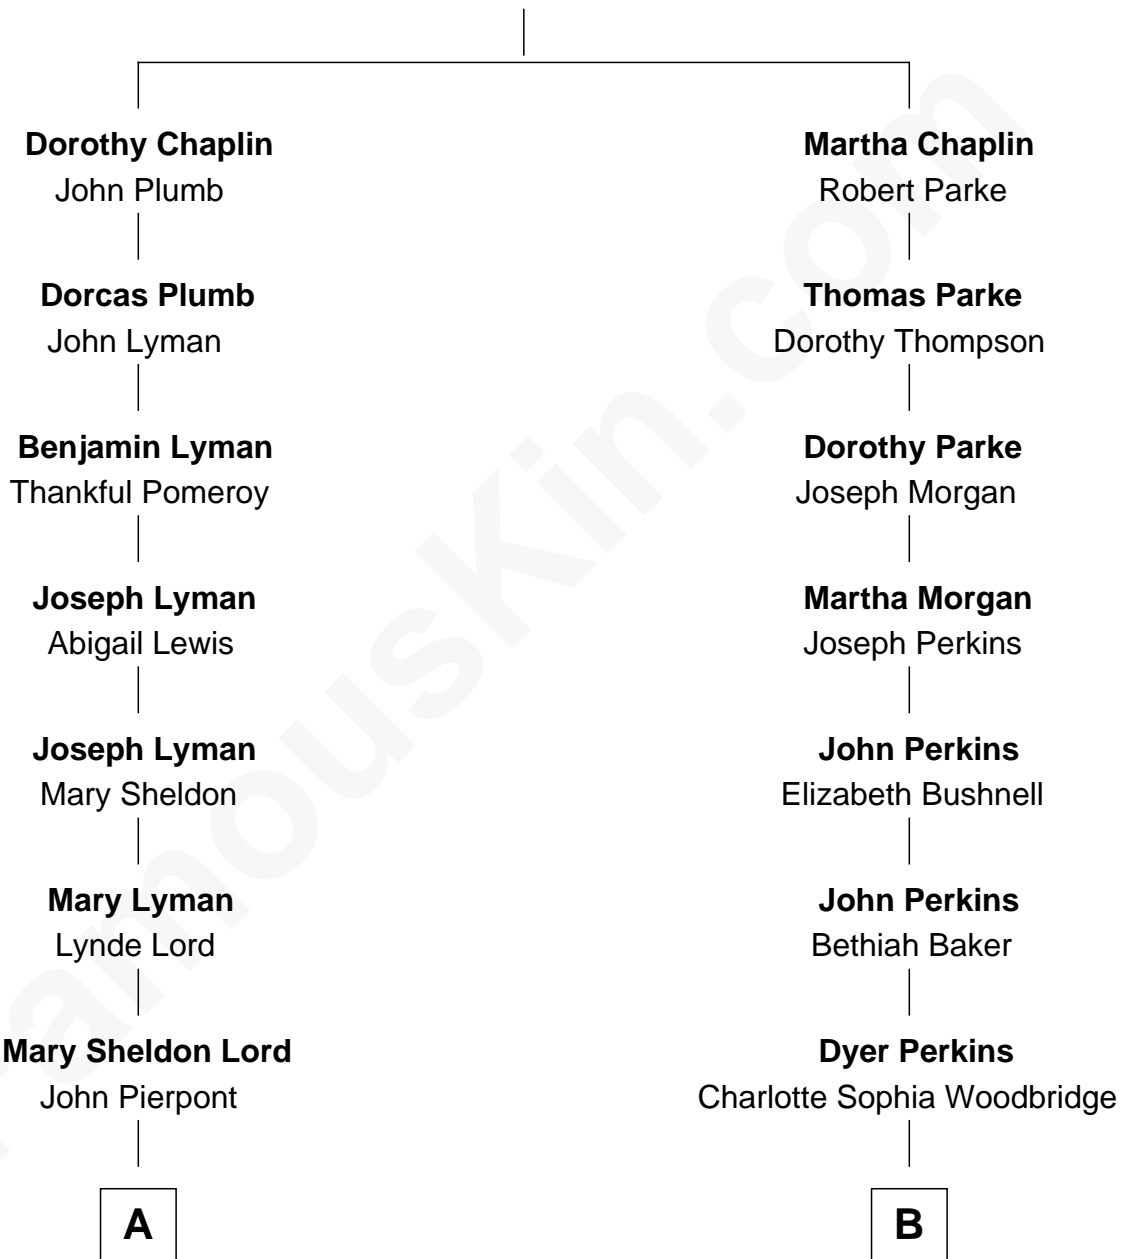 Dorothy Chaplin
John Plumb
Dorcas Plumb
John Lyman
Benjamin Lyman
Thankful Pomeroy
Joseph Lyman
Abigail Lewis
Joseph Lyman
Mary Sheldon
Mary Lyman
Lynde Lord
Mary Sheldon Lord
John Pierpont
A
Martha Chaplin
Robert Parke
Thomas Parke
Dorothy Thompson
Dorothy Parke
Joseph Morgan
Martha Morgan
Joseph Perkins
John Perkins
Elizabeth Bushnell
John Perkins
Bethiah Baker
Dyer Perkins
Charlotte Sophia Woodbridge
B
FamousKin.com